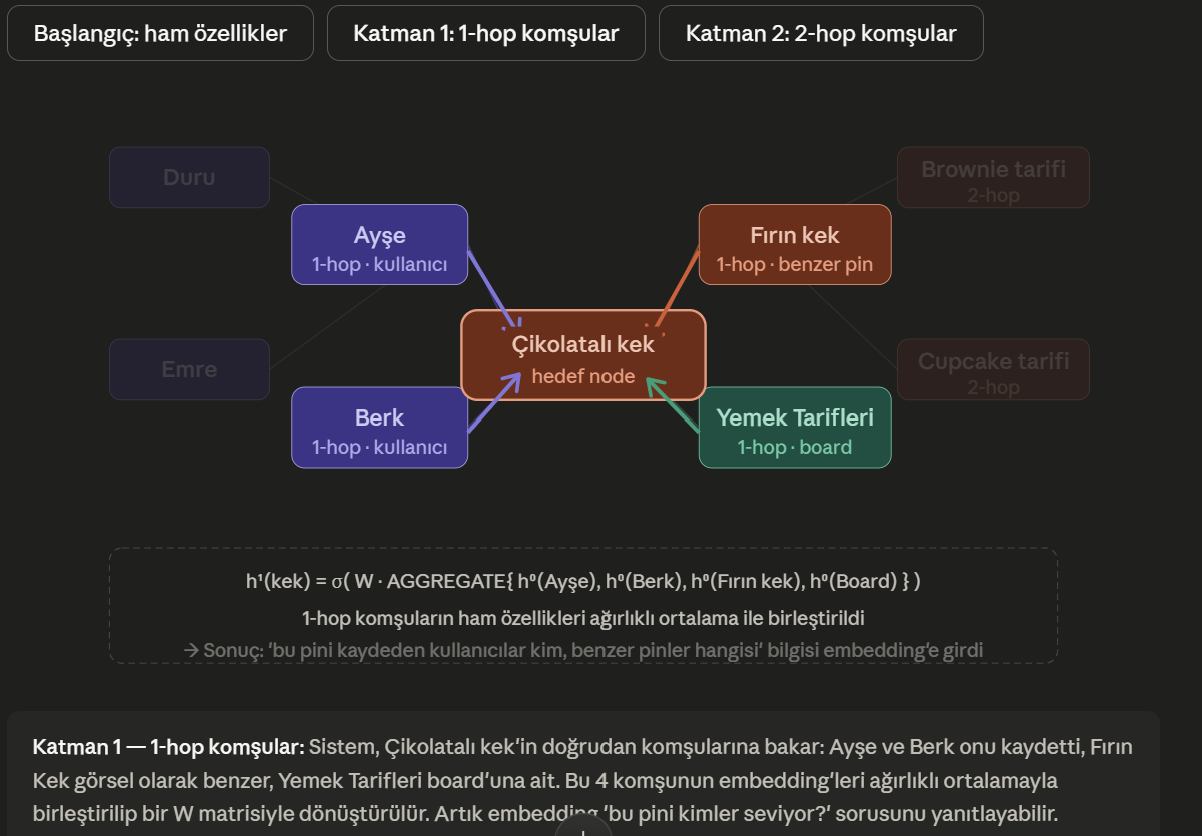 Başlangıç: ham özellikler
Katman 1: 1-hop komşular
Katman 2: 2-hop komşular
Duru
Brownie tarifi
2-hop
Ayşe
1-hop · kullanıcı
Fırın kek
1-hop · benzer pin
Çikolatalı kek
hedef node
Emre
Cupcake tarifi
2-hop
Berk
1-hop · kullanıcı
Yemek Tarifleri
1-hop · board
h¹(kek) = σ( W · AGGREGATE{ h⁰(Ayşe), h⁰(Berk), h⁰(Fırın kek), h⁰(Board) } )
1-hop komşuların ham özellikleri ağırlıklı ortalama ile birleştirildi
→ Sonuç: 'bu pini kaydeden kullanıcılar kim, benzer pinler hangisi' bilgisi embedding'e girdi
Katman 1 — 1-hop komşular: Sistem, Çikolatalı kek'in doğrudan komşularına bakar: Ayşe ve Berk onu kaydetti, Fırın
Kek görsel olarak benzer, Yemek Tarifleri board'una ait. Bu 4 komşunun embedding'leri ağırlıklı ortalamayla
birleştirilip bir W matrisiyle dönüştürülür. Artık embedding 'bu pini kimler seviyor?' sorusunu yanıtlayabilir.